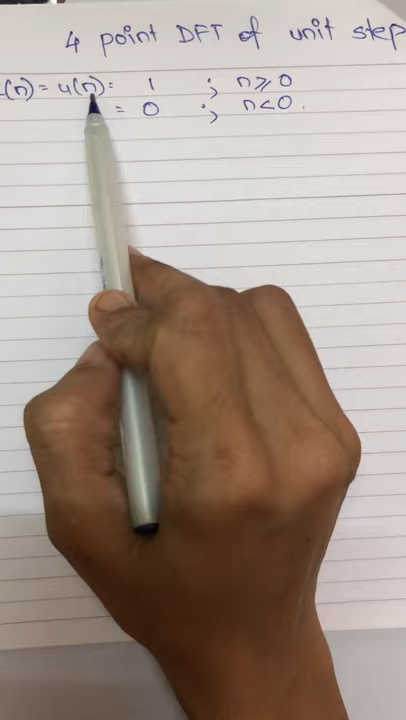 4 point DFT of unit step
(n) = u(n) = 1 ; n ≥ 0
= 0 ; n < 0.